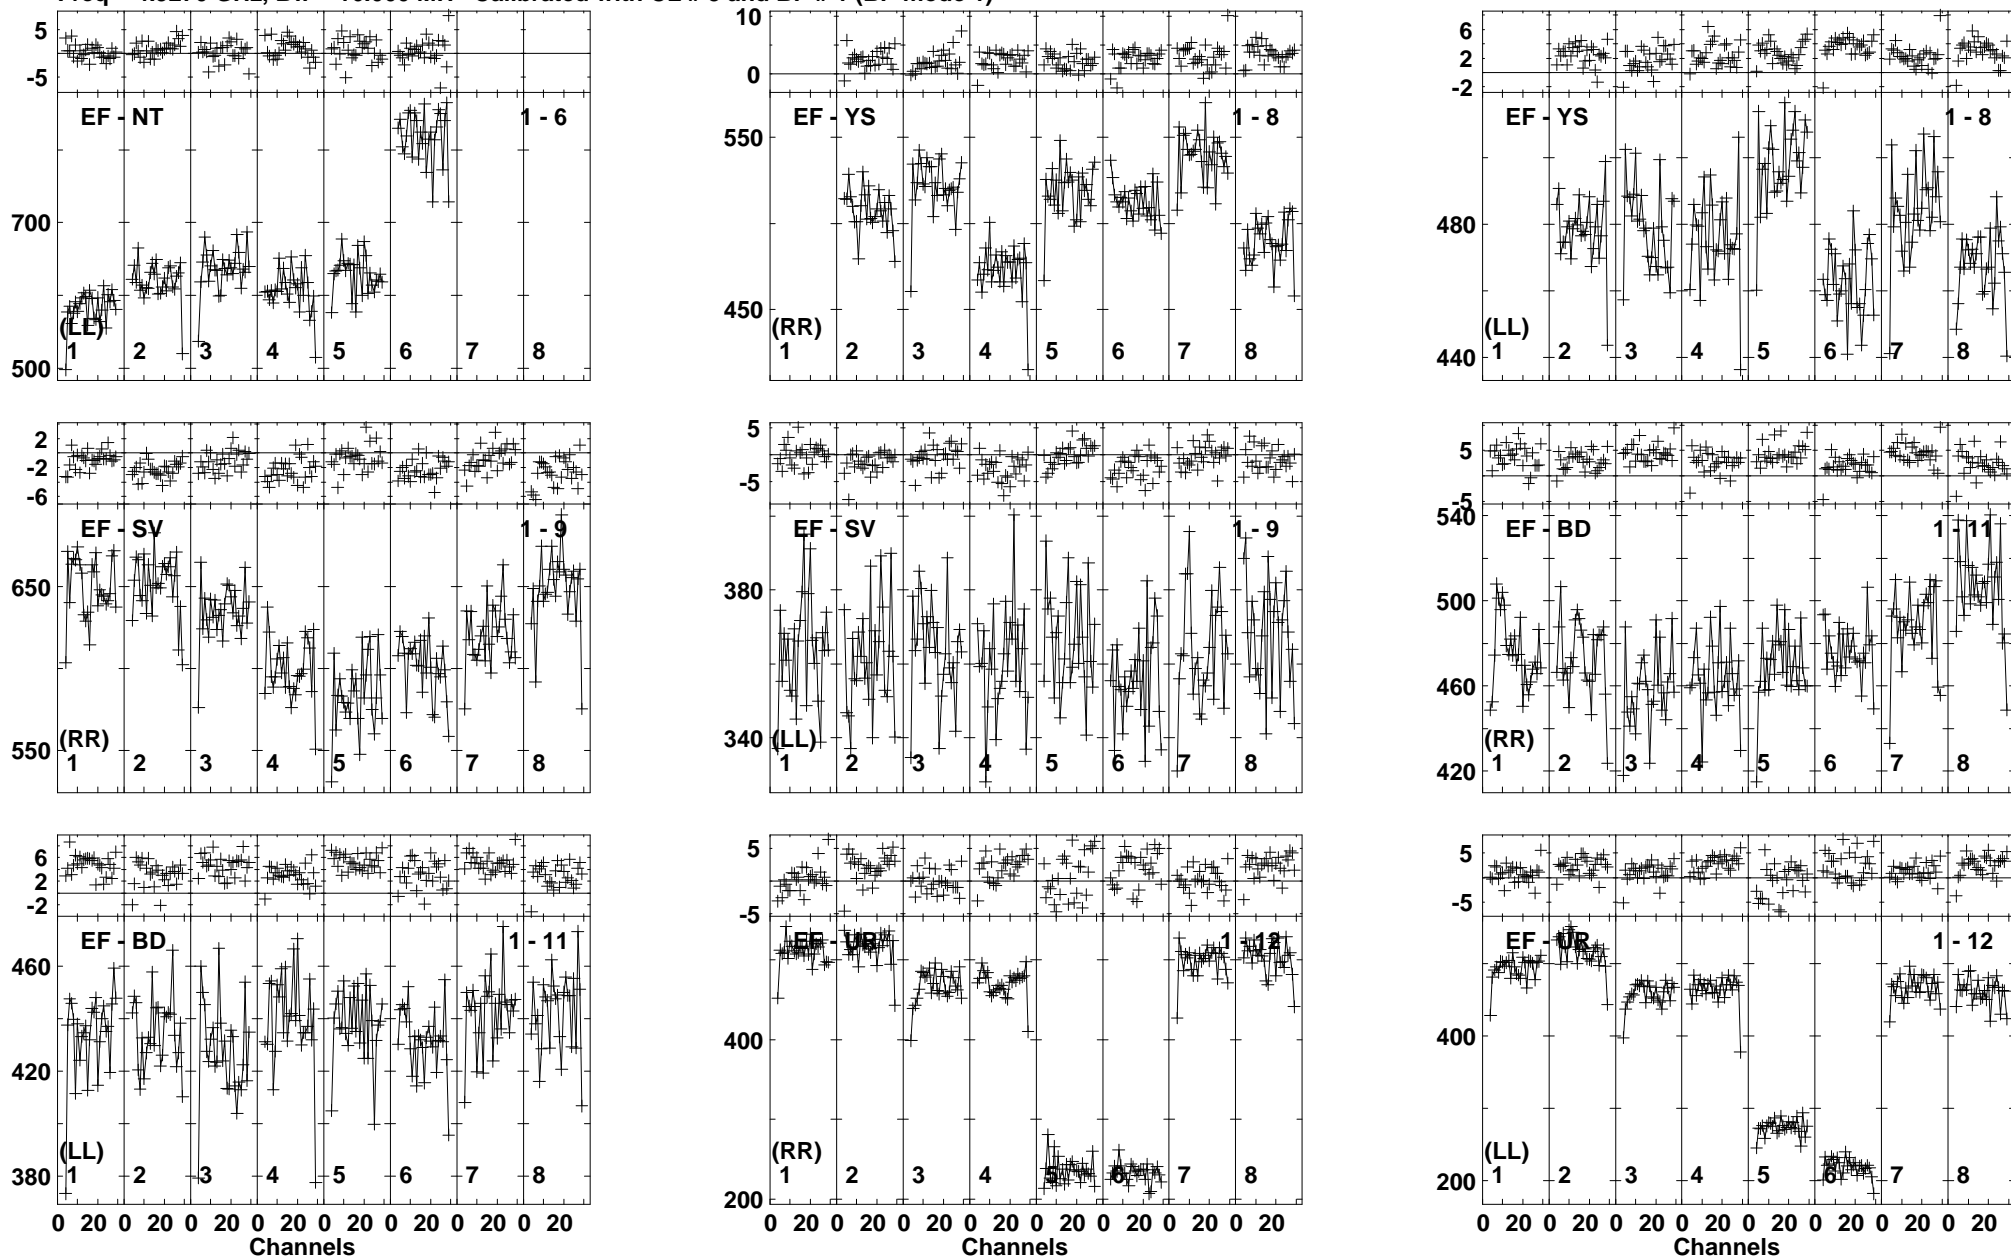 5
-5
EF - NT
1 - 6
700
500
(LL)
1 2 3 4 5 6 7 8
10
0
EF - YS
1 - 8
550
450
(RR)
1 2 3 4 5 6 7 8
6
2
-2
EF - YS
1 - 8
480
440
(LL)
1 2 3 4 5 6 7 8
2
-2
-6
EF - SV
1 - 9
650
550
(RR)
1 2 3 4 5 6 7 8
5
-5
EF - SV
1 - 9
380
340
(LL)
1 2 3 4 5 6 7 8
5
-5
EF - BD
1 - 11
540
500
460
420
(RR)
1 2 3 4 5 6 7 8
6
2
-2
EF - BD
1 - 11
460
420
380
(LL)
1 2 3 4 5 6 7 8
0 20 0 20 0 20 0 20 0 20 0 20 0 20 0 20
Channels
5
-5
EF - UR
1 - 12
400
200
(RR)
1 2 3 4 5 6 7 8
0 20 0 20 0 20 0 20 0 20 0 20 0 20 0 20
Channels
5
-5
EF - UR
1 - 12
400
200
(LL)
1 2 3 4 5 6 7 8
0 20 0 20 0 20 0 20 0 20 0 20 0 20 0 20
Channels